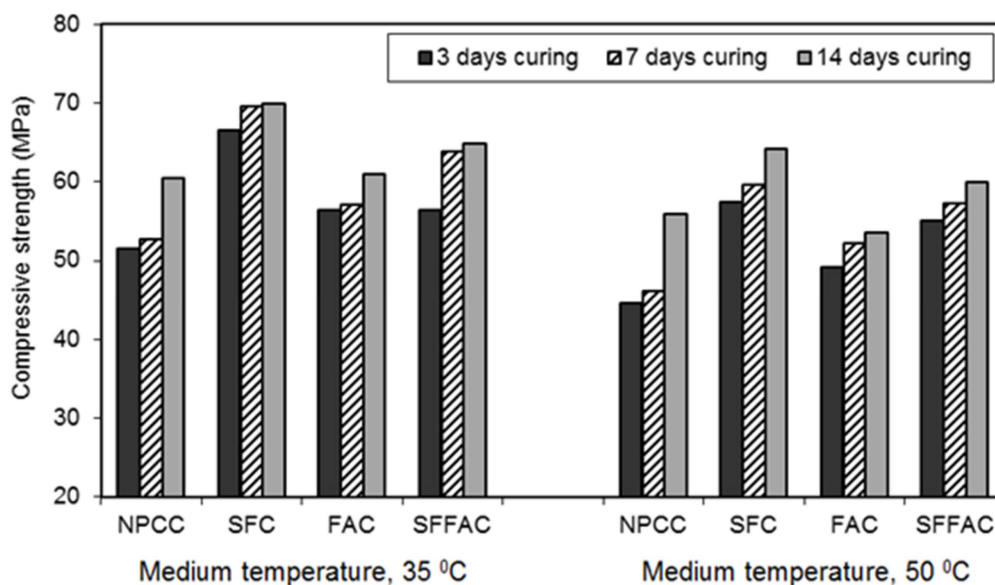 80
70
60
50
40
30
20
Compressive strength (MPa)
3 days curing 7 days curing 14 days curing
NPCC SFC FAC SFFAC NPCC SFC FAC SFFAC
Medium temperature, 35 ⁰C Medium temperature, 50 ⁰C